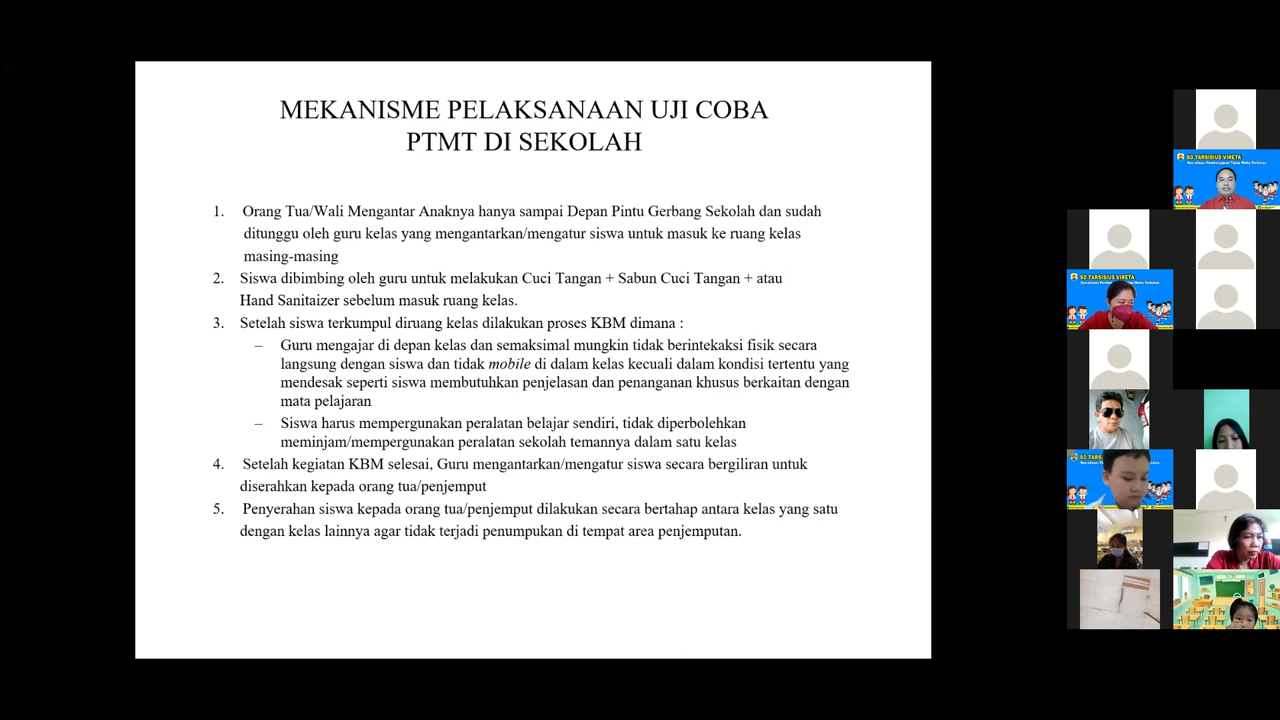 MEKANISME PELAKSANAAN UJI COBA
PTMT DI SEKOLAH
1. Orang Tua/Wali Mengantar Anaknya hanya sampai Depan Pintu Gerbang Sekolah dan sudah
ditunggu oleh guru kelas yang mengantarkan/mengatur siswa untuk masuk ke ruang kelas
masing-masing
2. Siswa dibimbing oleh guru untuk melakukan Cuci Tangan + Sabun Cuci Tangan + atau
Hand Sanitaizer sebelum masuk ruang kelas.
3. Setelah siswa terkumpul diruang kelas dilakukan proses KBM dimana :
– Guru mengajar di depan kelas dan semaksimal mungkin tidak berintekaksi fisik secara
langsung dengan siswa dan tidak mobile di dalam kelas kecuali dalam kondisi tertentu yang
mendesak seperti siswa membutuhkan penjelasan dan penanganan khusus berkaitan dengan
mata pelajaran
– Siswa harus mempergunakan peralatan belajar sendiri, tidak diperbolehkan
meminjam/mempergunakan peralatan sekolah temannya dalam satu kelas
4. Setelah kegiatan KBM selesai, Guru mengantarkan/mengatur siswa secara bergiliran untuk
diserahkan kepada orang tua/penjemput
5. Penyerahan siswa kepada orang tua/penjemput dilakukan secara bertahap antara kelas yang satu
dengan kelas lainnya agar tidak terjadi penumpukan di tempat area penjemputan.
SD TARSISIUS VIRETA
Sosialisasi Pembelajaran Tatap Muka Terbatas
SD TARSISIUS VIRETA
SD TARSI